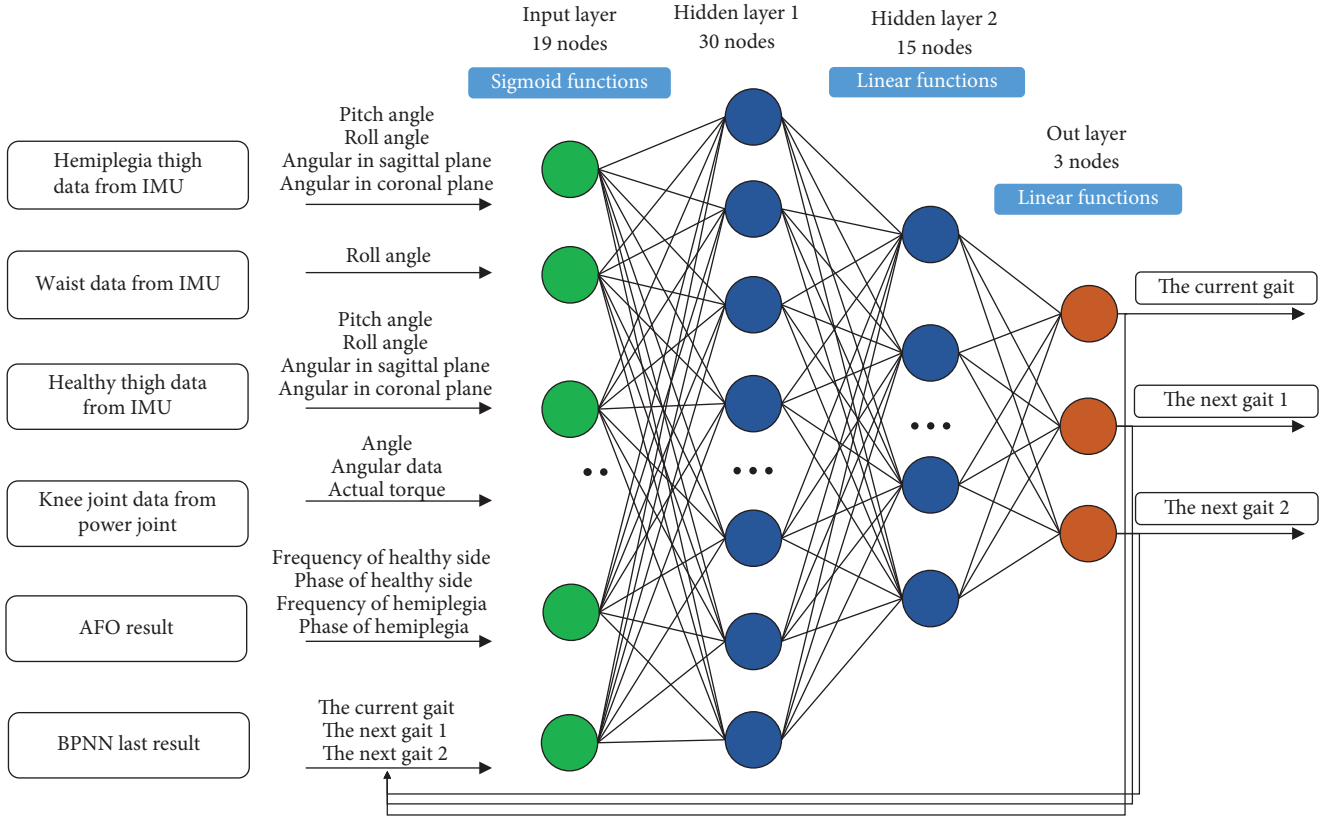 Input layer
19 nodes
Sigmoid functions
Hidden layer 1
30 nodes
Hidden layer 2
15 nodes
Linear functions
Out layer
3 nodes
Linear functions
Hemiplegia thigh
data from IMU
Pitch angle
Roll angle
Angular in sagittal plane
Angular in coronal plane
Waist data from IMU
Roll angle
Healthy thigh data
from IMU
Pitch angle
Roll angle
Angular in sagittal plane
Angular in coronal plane
Knee joint data from
power joint
Angle
Angular data
Actual torque
AFO result
Frequency of healthy side
Phase of healthy side
Frequency of hemiplegia
Phase of hemiplegia
BPNN last result
The current gait
The next gait 1
The next gait 2
The current gait
The next gait 1
The next gait 2